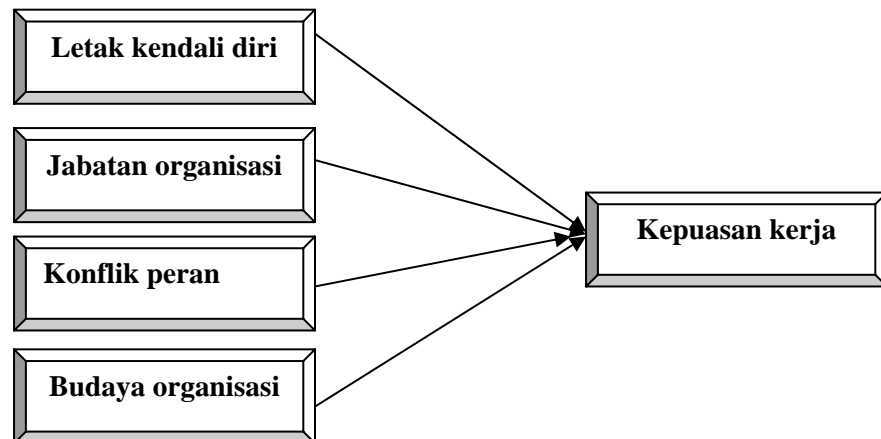 Letak kendali diri
Jabatan organisasi
Konflik peran
Budaya organisasi
Kepuasan kerja